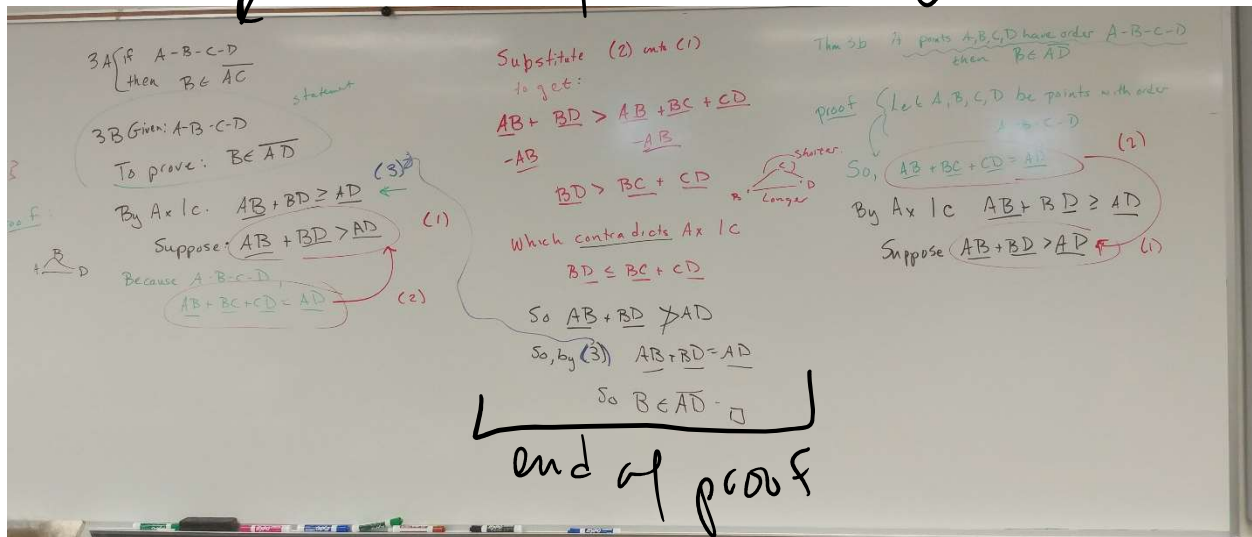 3A if A-B-C-D
then B ∈ AC
statement
3B Given: A-B-C-D
To prove: B ∈ AD
(3)
By Ax 1c. AB + BD ≥ AD
Suppose: AB + BD > AD (1)
B
A D
Because A-B-C-D,
AB + BC + CD = AD (2)
Substitute (2) into (1)
to get:
AB + BD > AB + BC + CD
-AB -AB
BD > BC + CD
shorter
C
B D
Longer
Which contradicts Ax 1c
BD ≤ BC + CD
So AB + BD ≯ AD
So, by (3) AB + BD = AD
So B ∈ AD. □
end of proof
Thm 3b if points A,B,C,D have order A-B-C-D
then B ∈ AD
proof Let A, B, C, D be points with order
A-B-C-D
(2)
So, AB + BC + CD = AD
By Ax 1c AB + BD ≥ AD
Suppose AB + BD > AD (1)